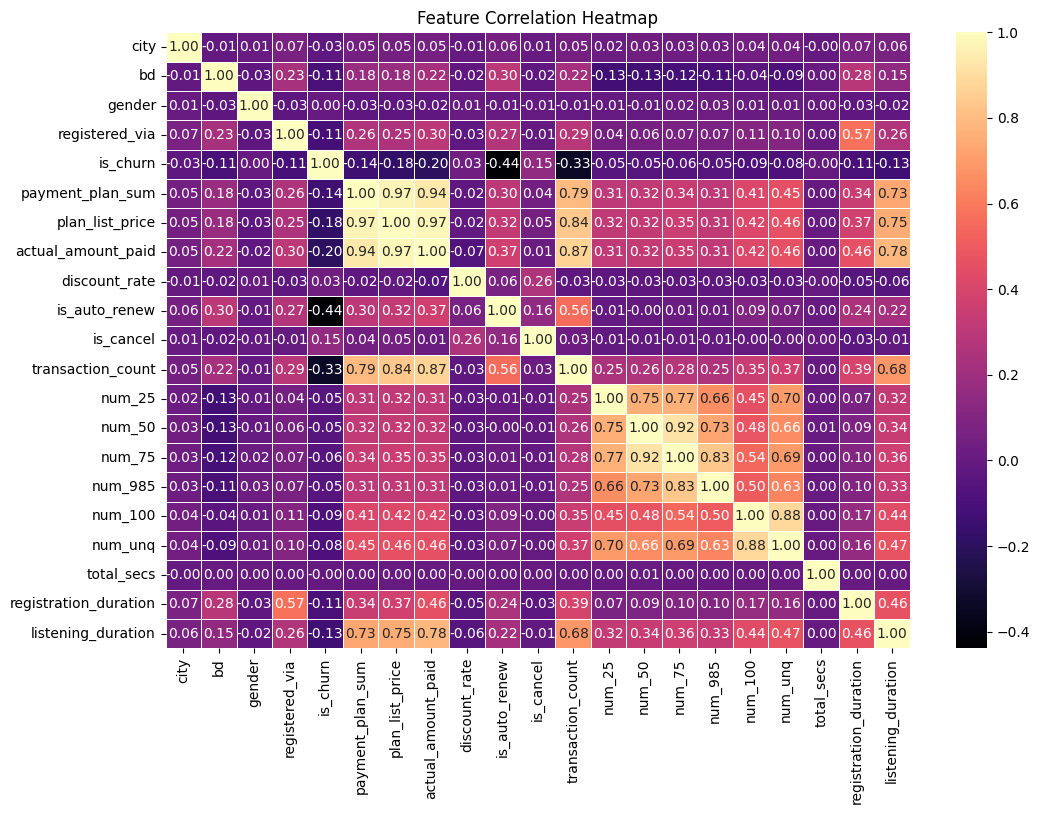 Feature Correlation Heatmap
city 1.00 -0.01 0.01 0.07 -0.03 0.05 0.05 0.05 -0.01 0.06 0.01 0.05 0.02 0.03 0.03 0.03 0.04 0.04 -0.00 0.07 0.06
bd -0.01 1.00 -0.03 0.23 -0.11 0.18 0.18 0.22 -0.02 0.30 -0.02 0.22 -0.13 -0.13 -0.12 -0.11 -0.04 -0.09 0.00 0.28 0.15
gender 0.01 -0.03 1.00 -0.03 0.00 -0.03 -0.03 -0.02 0.01 -0.01 -0.01 -0.01 -0.01 -0.01 0.02 0.03 0.01 0.01 0.00 -0.03 -0.02
registered_via 0.07 0.23 -0.03 1.00 -0.11 0.26 0.25 0.30 -0.02 0.27 -0.01 0.29 0.04 0.06 0.07 0.07 0.11 0.10 0.00 0.57 0.26
is_churn -0.03 -0.11 0.00 -0.11 1.00 -0.14 -0.18 -0.20 0.03 -0.44 0.15 -0.33 -0.05 -0.05 -0.06 -0.05 -0.09 -0.08 -0.00 -0.11 -0.13
payment_plan_sum 0.05 0.18 -0.03 0.26 -0.14 1.00 0.97 0.94 -0.02 0.30 0.04 0.79 0.31 0.32 0.34 0.31 0.41 0.45 0.00 0.34 0.73
plan_list_price 0.05 0.18 -0.03 0.25 -0.18 0.97 1.00 0.97 -0.02 0.32 0.05 0.84 0.32 0.32 0.35 0.31 0.42 0.46 0.00 0.37 0.75
actual_amount_paid 0.05 0.22 -0.02 0.30 -0.20 0.94 0.97 1.00 -0.07 0.37 0.01 0.87 0.31 0.32 0.35 0.31 0.42 0.46 0.00 0.46 0.78
discount_rate -0.01 -0.02 0.01 -0.02 0.03 -0.02 -0.02 -0.07 1.00 0.06 0.26 -0.03 -0.03 -0.03 -0.03 -0.03 -0.03 -0.03 0.00 -0.05 -0.06
is_auto_renew 0.06 0.30 -0.01 0.27 -0.44 0.30 0.32 0.37 0.06 1.00 0.16 0.56 -0.01 -0.00 -0.01 0.01 0.09 0.07 0.00 0.24 0.22
is_cancel 0.01 -0.02 -0.01 -0.01 0.15 0.04 0.05 0.01 0.26 0.16 1.00 0.03 -0.01 -0.01 -0.01 -0.01 -0.00 -0.00 0.00 -0.03 -0.01
transaction_count 0.05 0.22 -0.01 0.29 -0.33 0.79 0.84 0.87 -0.03 0.56 0.03 1.00 0.25 0.26 0.28 0.25 0.35 0.37 0.00 0.39 0.68
num_25 0.02 -0.13 -0.01 0.04 -0.05 0.31 0.32 0.31 -0.03 -0.01 -0.01 0.25 1.00 0.75 0.77 0.66 0.45 0.70 0.00 0.07 0.32
num_50 0.03 -0.13 -0.01 0.06 -0.05 0.32 0.32 0.32 -0.03 -0.00 -0.01 0.26 0.75 1.00 0.92 0.73 0.48 0.66 0.01 0.09 0.34
num_75 0.03 -0.12 0.02 0.07 -0.06 0.34 0.35 0.35 -0.03 -0.01 -0.01 0.28 0.77 0.92 1.00 0.83 0.54 0.69 0.00 0.10 0.36
num_985 0.03 -0.11 0.03 0.07 -0.05 0.31 0.31 0.31 -0.03 0.01 -0.01 0.25 0.66 0.73 0.83 1.00 0.50 0.63 0.00 0.10 0.33
num_100 0.04 -0.04 0.01 0.11 -0.09 0.41 0.42 0.42 -0.03 0.09 -0.00 0.35 0.45 0.48 0.54 0.50 1.00 0.88 0.00 0.17 0.44
num_unq 0.04 -0.09 0.01 0.10 -0.08 0.45 0.46 0.46 -0.03 0.07 -0.00 0.37 0.70 0.66 0.69 0.63 0.88 1.00 0.00 0.16 0.47
total_secs -0.00 0.00 0.00 0.00 -0.00 0.00 0.00 0.00 0.00 0.00 0.00 0.00 0.00 0.01 0.00 0.00 0.00 0.00 1.00 0.00 0.00
registration_duration 0.07 0.28 -0.03 0.57 -0.11 0.34 0.37 0.46 -0.05 0.24 -0.03 0.39 0.07 0.09 0.10 0.10 0.17 0.16 0.00 1.00 0.46
listening_duration 0.06 0.15 -0.02 0.26 -0.13 0.73 0.75 0.78 -0.06 0.22 -0.01 0.68 0.32 0.34 0.36 0.33 0.44 0.47 0.00 0.46 1.00
city
bd
gender
registered_via
is_churn
payment_plan_sum
plan_list_price
actual_amount_paid
discount_rate
is_auto_renew
is_cancel
transaction_count
num_25
num_50
num_75
num_985
num_100
num_unq
total_secs
registration_duration
listening_duration
1.0
0.8
0.6
0.4
0.2
0.0
−0.2
−0.4